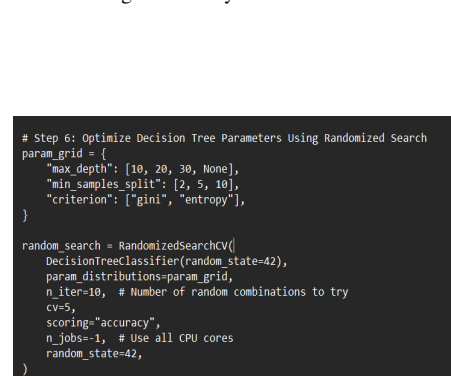 # Step 6: Optimize Decision Tree Parameters Using Randomized Search
param_grid = {
    "max_depth": [10, 20, 30, None],
    "min_samples_split": [2, 5, 10],
    "criterion": ["gini", "entropy"],
}

random_search = RandomizedSearchCV(
    DecisionTreeClassifier(random_state=42),
    param_distributions=param_grid,
    n_iter=10,  # Number of random combinations to try
    cv=5,
    scoring="accuracy",
    n_jobs=-1,  # Use all CPU cores
    random_state=42,
)